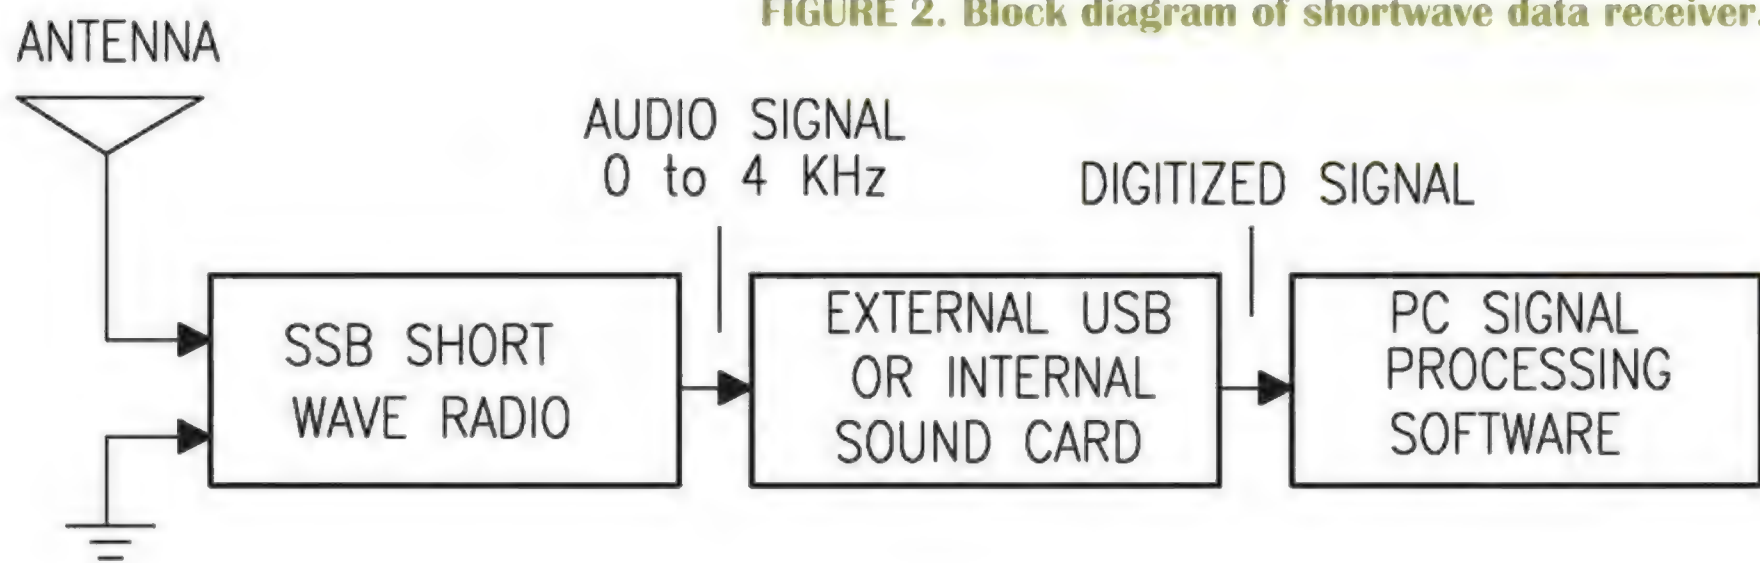 FIGURE 2. Block diagram of shortwave data receiver.
ANTENNA
AUDIO SIGNAL
0 to 4 KHz
DIGITIZED SIGNAL
SSB SHORT
WAVE RADIO
EXTERNAL USB
OR INTERNAL
SOUND CARD
PC SIGNAL
PROCESSING
SOFTWARE